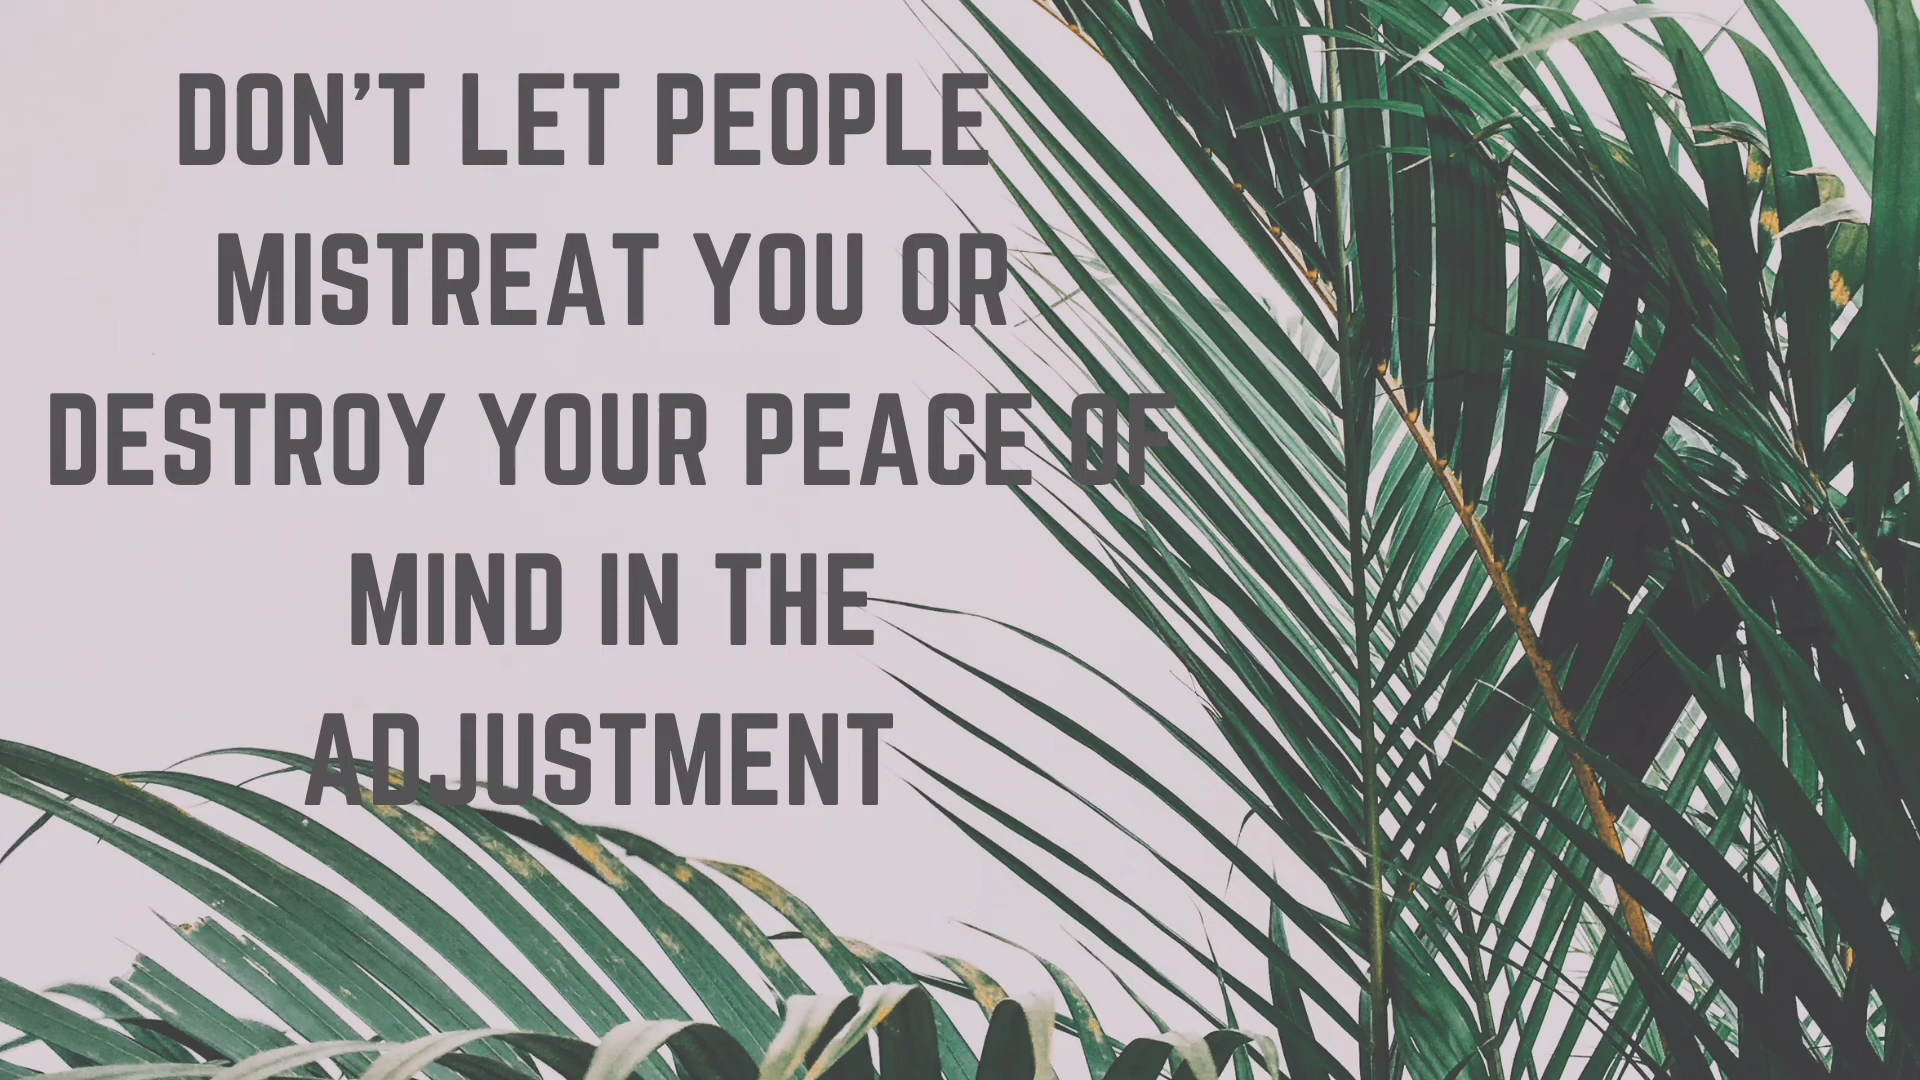 DON'T LET PEOPLE
MISTREAT YOU OR
DESTROY YOUR PEACE OF
MIND IN THE
ADJUSTMENT